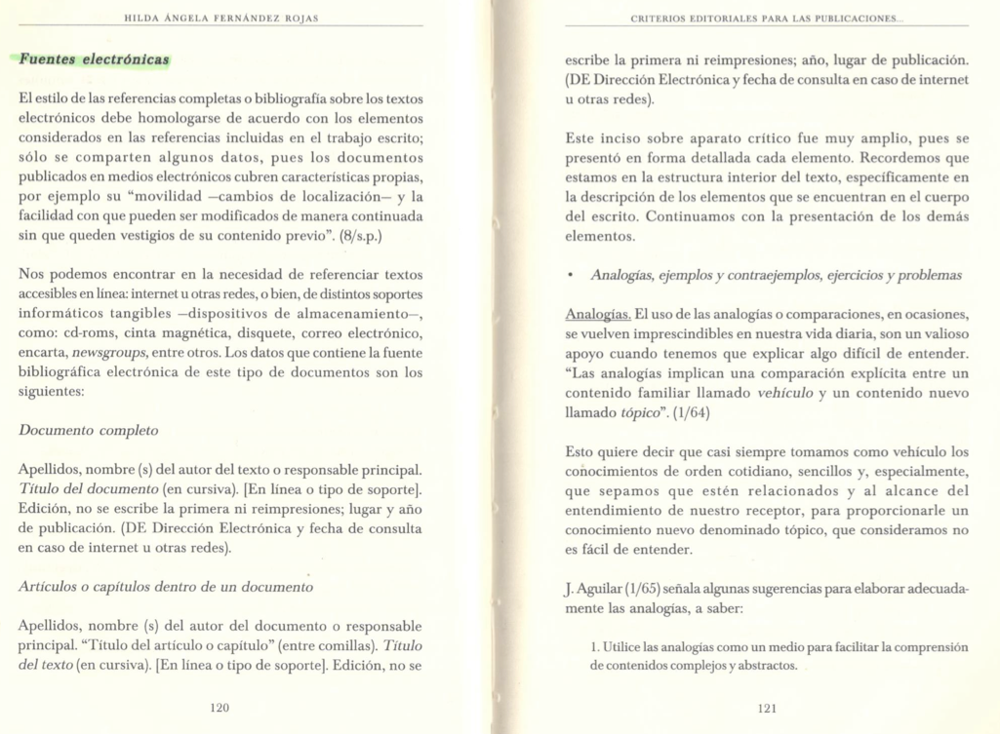 HILDA ÁNGELA FERNÁNDEZ ROJAS
Fuentes electrónicas
El estilo de las referencias completas o bibliografía sobre los textos
electrónicos debe homologarse de acuerdo con los elementos
considerados en las referencias incluidas en el trabajo escrito;
sólo se comparten algunos datos, pues los documentos
publicados en medios electrónicos cubren características propias,
por ejemplo su “movilidad —cambios de localización— y la
facilidad con que pueden ser modificados de manera continuada
sin que queden vestigios de su contenido previo”. (8/s.p.)
Nos podemos encontrar en la necesidad de referenciar textos
accesibles en línea: internet u otras redes, o bien, de distintos soportes
informáticos tangibles —dispositivos de almacenamiento—,
como: cd-roms, cinta magnética, disquete, correo electrónico,
encarta, newsgroups, entre otros. Los datos que contiene la fuente
bibliográfica electrónica de este tipo de documentos son los
siguientes:
Documento completo
Apellidos, nombre (s) del autor del texto o responsable principal.
Título del documento (en cursiva). [En línea o tipo de soporte].
Edición, no se escribe la primera ni reimpresiones; lugar y año
de publicación. (DE Dirección Electrónica y fecha de consulta
en caso de internet u otras redes).
Artículos o capítulos dentro de un documento
Apellidos, nombre (s) del autor del documento o responsable
principal. “Título del artículo o capítulo” (entre comillas). Título
del texto (en cursiva). [En línea o tipo de soporte]. Edición, no se
120
CRITERIOS EDITORIALES PARA LAS PUBLICACIONES...
escribe la primera ni reimpresiones; año, lugar de publicación.
(DE Dirección Electrónica y fecha de consulta en caso de internet
u otras redes).
Este inciso sobre aparato crítico fue muy amplio, pues se
presentó en forma detallada cada elemento. Recordemos que
estamos en la estructura interior del texto, específicamente en
la descripción de los elementos que se encuentran en el cuerpo
del escrito. Continuamos con la presentación de los demás
elementos.
• Analogías, ejemplos y contraejemplos, ejercicios y problemas
Analogías. El uso de las analogías o comparaciones, en ocasiones,
se vuelven imprescindibles en nuestra vida diaria, son un valioso
apoyo cuando tenemos que explicar algo difícil de entender.
“Las analogías implican una comparación explícita entre un
contenido familiar llamado vehículo y un contenido nuevo
llamado tópico”. (1/64)
Esto quiere decir que casi siempre tomamos como vehículo los
conocimientos de orden cotidiano, sencillos y, especialmente,
que sepamos que estén relacionados y al alcance del
entendimiento de nuestro receptor, para proporcionarle un
conocimiento nuevo denominado tópico, que consideramos no
es fácil de entender.
J. Aguilar (1/65) señala algunas sugerencias para elaborar adecuada-
mente las analogías, a saber:
1. Utilice las analogías como un medio para facilitar la comprensión
de contenidos complejos y abstractos.
121